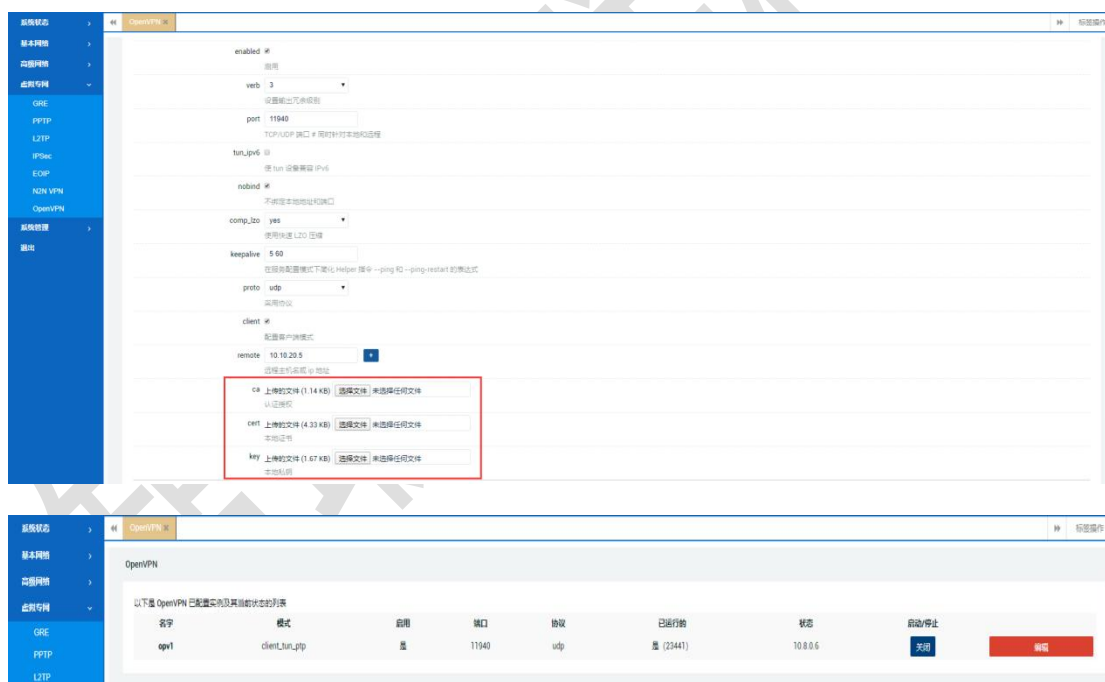 系统状态
OpenVPN
标签操作
基本网络
高级网络
虚拟专网
GRE
PPTP
L2TP
IPSec
EOIP
N2N VPN
OpenVPN
系统管理
退出
enabled
启用
verb 3
设置输出冗余级别
port 11940
TCP/UDP 端口 # 同时针对本地和远程
tun_ipv6
使 tun 设备兼容 IPv6
nobind
不绑定本地地址和端口
comp_lzo yes
使用快速 LZO 压缩
keepalive 5 60
在服务配置模式下简化 Helper 指令 --ping 和 --ping-restart 的表达式
proto udp
采用协议
client
配置客户端模式
remote 10.10.20.5 +
远程主机名或 ip 地址
ca 上传的文件 (1.14 KB) 选择文件 未选择任何文件
认证授权
cert 上传的文件 (4.33 KB) 选择文件 未选择任何文件
本地证书
key 上传的文件 (1.67 KB) 选择文件 未选择任何文件
本地私钥
系统状态
OpenVPN
标签操作
基本网络
高级网络
虚拟专网
GRE
PPTP
L2TP
OpenVPN
以下是 OpenVPN 已配置实例及其当前状态的列表
名字 模式 启用 端口 协议 已运行的 状态 启动/停止
opv1 client_tun_ptp 是 11940 udp 是 (23441) 10.8.0.6 关闭 编辑